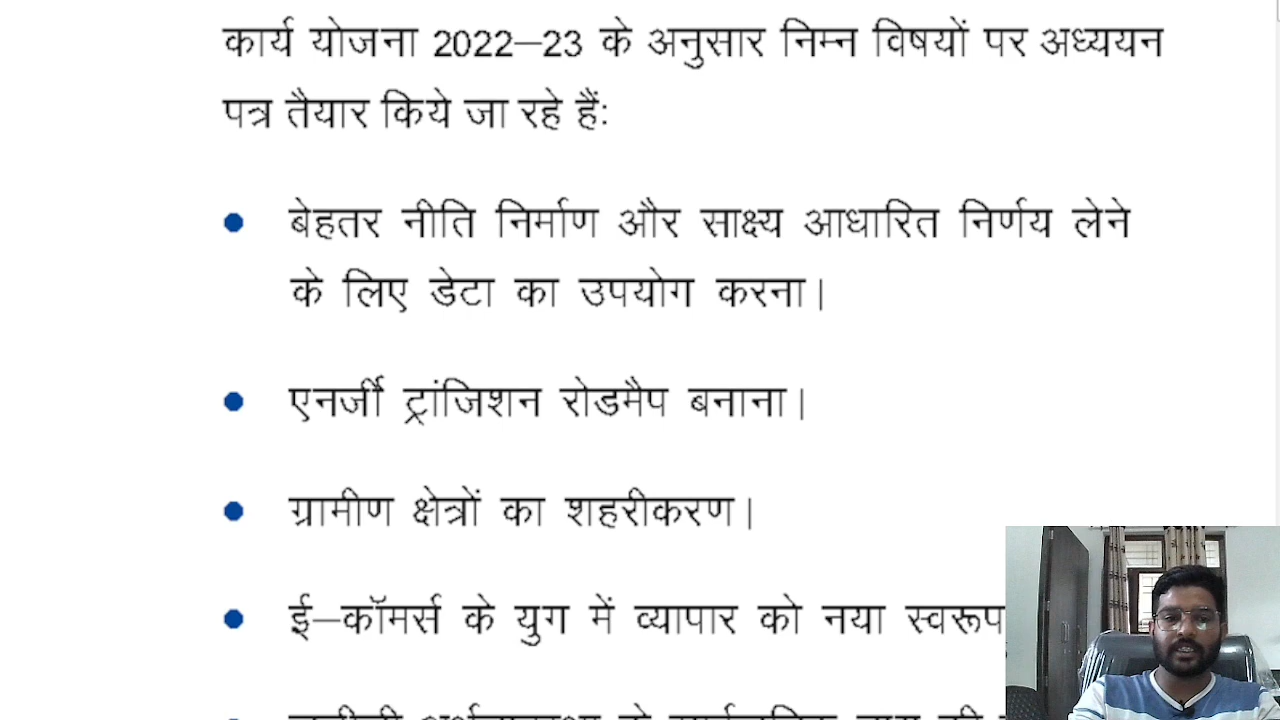 कार्य योजना 2022–23 के अनुसार निम्न विषयों पर अध्ययन
पत्र तैयार किये जा रहे हैं:
• बेहतर नीति निर्माण और साक्ष्य आधारित निर्णय लेने
के लिए डेटा का उपयोग करना।
• एनर्जी ट्रांजिशन रोडमैप बनाना।
• ग्रामीण क्षेत्रों का शहरीकरण।
• ई–कॉमर्स के युग में व्यापार को नया स्वरूप